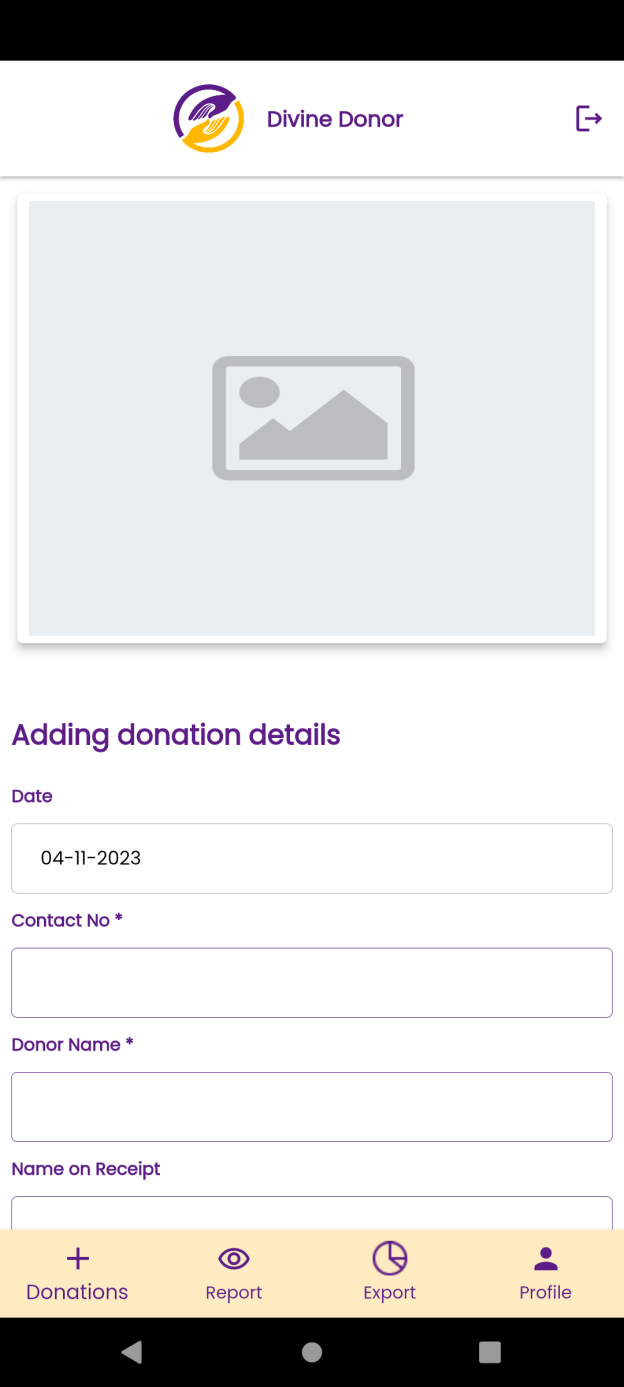 Divine Donor
Adding donation details
Date
04-11-2023
Contact No *
Donor Name *
Name on Receipt
Donations
Report
Export
Profile